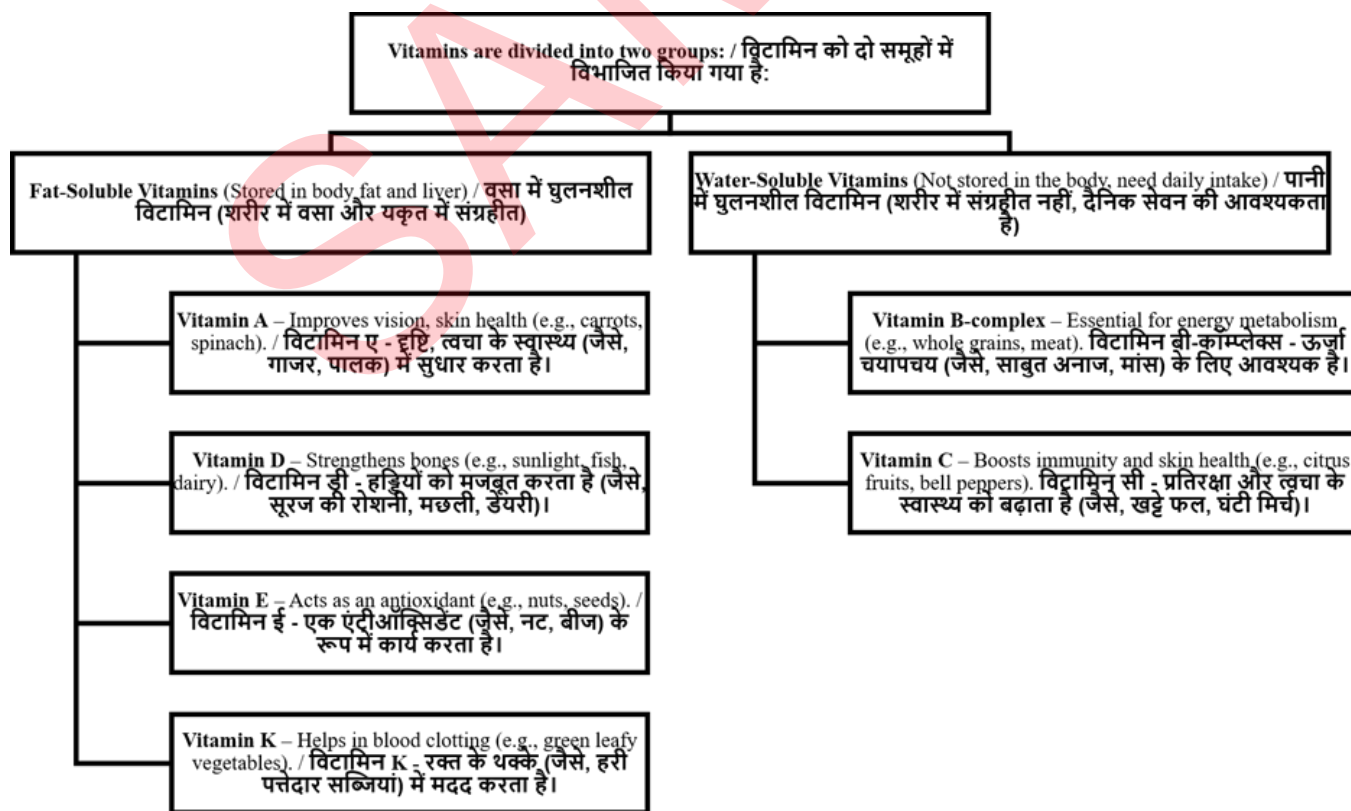 Vitamins are divided into two groups: / विटामिन को दो समूहों में
विभाजित किया गया है:
Fat-Soluble Vitamins (Stored in body fat and liver) / वसा में घुलनशील
विटामिन (शरीर में वसा और यकृत में संग्रहीत)
Vitamin A – Improves vision, skin health (e.g., carrots,
spinach). / विटामिन ए - दृष्टि, त्वचा के स्वास्थ्य (जैसे,
गाजर, पालक) में सुधार करता है।
Vitamin D – Strengthens bones (e.g., sunlight, fish,
dairy). / विटामिन डी - हड्डियों को मजबूत करता है (जैसे,
सूरज की रोशनी, मछली, डेयरी)।
Vitamin E – Acts as an antioxidant (e.g., nuts, seeds). /
विटामिन ई - एक एंटीऑक्सिडेंट (जैसे, नट, बीज) के
रूप में कार्य करता है।
Vitamin K – Helps in blood clotting (e.g., green leafy
vegetables). / विटामिन K - रक्त के थक्के (जैसे, हरी
पत्तेदार सब्जियां) में मदद करता है।
Water-Soluble Vitamins (Not stored in the body, need daily intake) / पानी
में घुलनशील विटामिन (शरीर में संग्रहीत नहीं, दैनिक सेवन की आवश्यकता
है)
Vitamin B-complex – Essential for energy metabolism
(e.g., whole grains, meat). विटामिन बी-कॉम्प्लेक्स - ऊर्जा
चयापचय (जैसे, साबुत अनाज, मांस) के लिए आवश्यक है।
Vitamin C – Boosts immunity and skin health (e.g., citrus
fruits, bell peppers). विटामिन सी - प्रतिरक्षा और त्वचा के
स्वास्थ्य को बढ़ाता है (जैसे, खट्टे फल, घंटी मिर्च)।